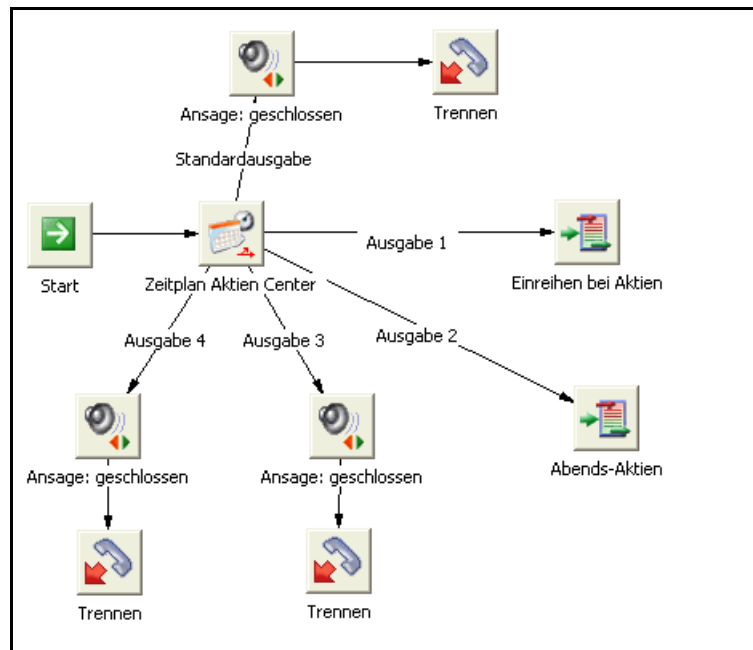 Ansage: geschlossen
Trennen
Standardausgabe
Start
Zeitplan Aktien Center
Ausgabe 1
Einreihen bei Aktien
Ausgabe 4
Ausgabe 3
Ausgabe 2
Ansage: geschlossen
Ansage: geschlossen
Abends-Aktien
Trennen
Trennen